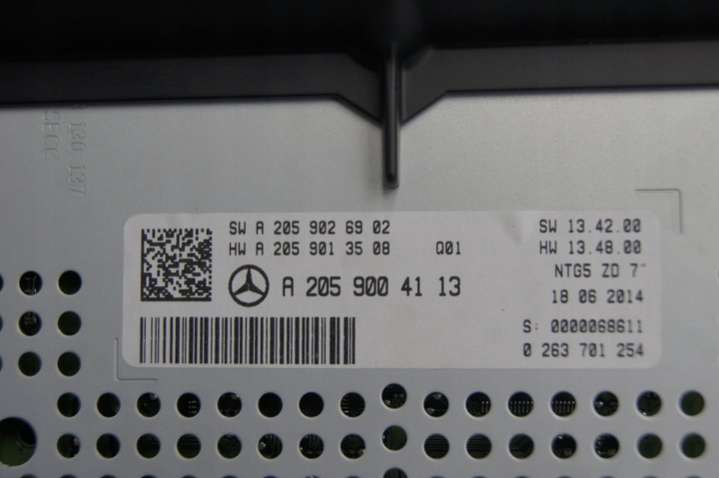 SW A 205 902 69 02
HW A 205 901 35 08 Q01
A 205 900 41 13
SW 13.42.00
HW 13.48.00
NTG5 ZD 7"
18 06 2014
S: 0000068611
0 263 701 254